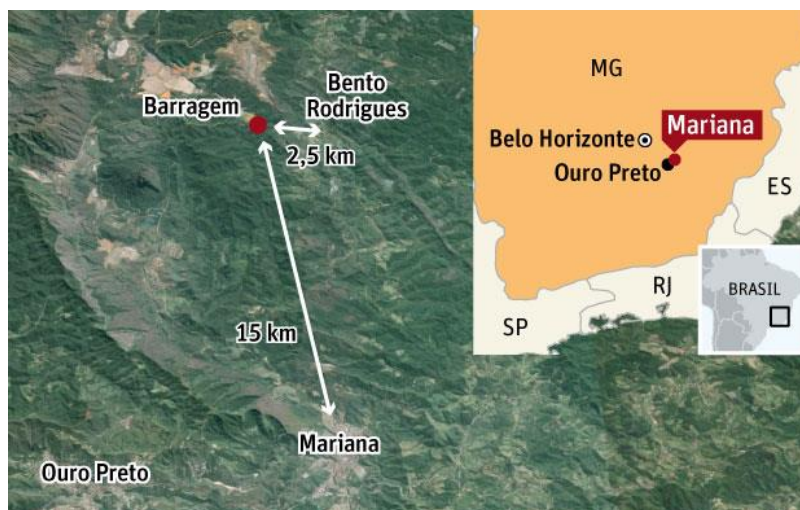 Barragem
Bento
Rodrigues
2,5 km
15 km
Mariana
Ouro Preto
MG
Belo Horizonte
Mariana
Ouro Preto
ES
RJ
SP
BRASIL